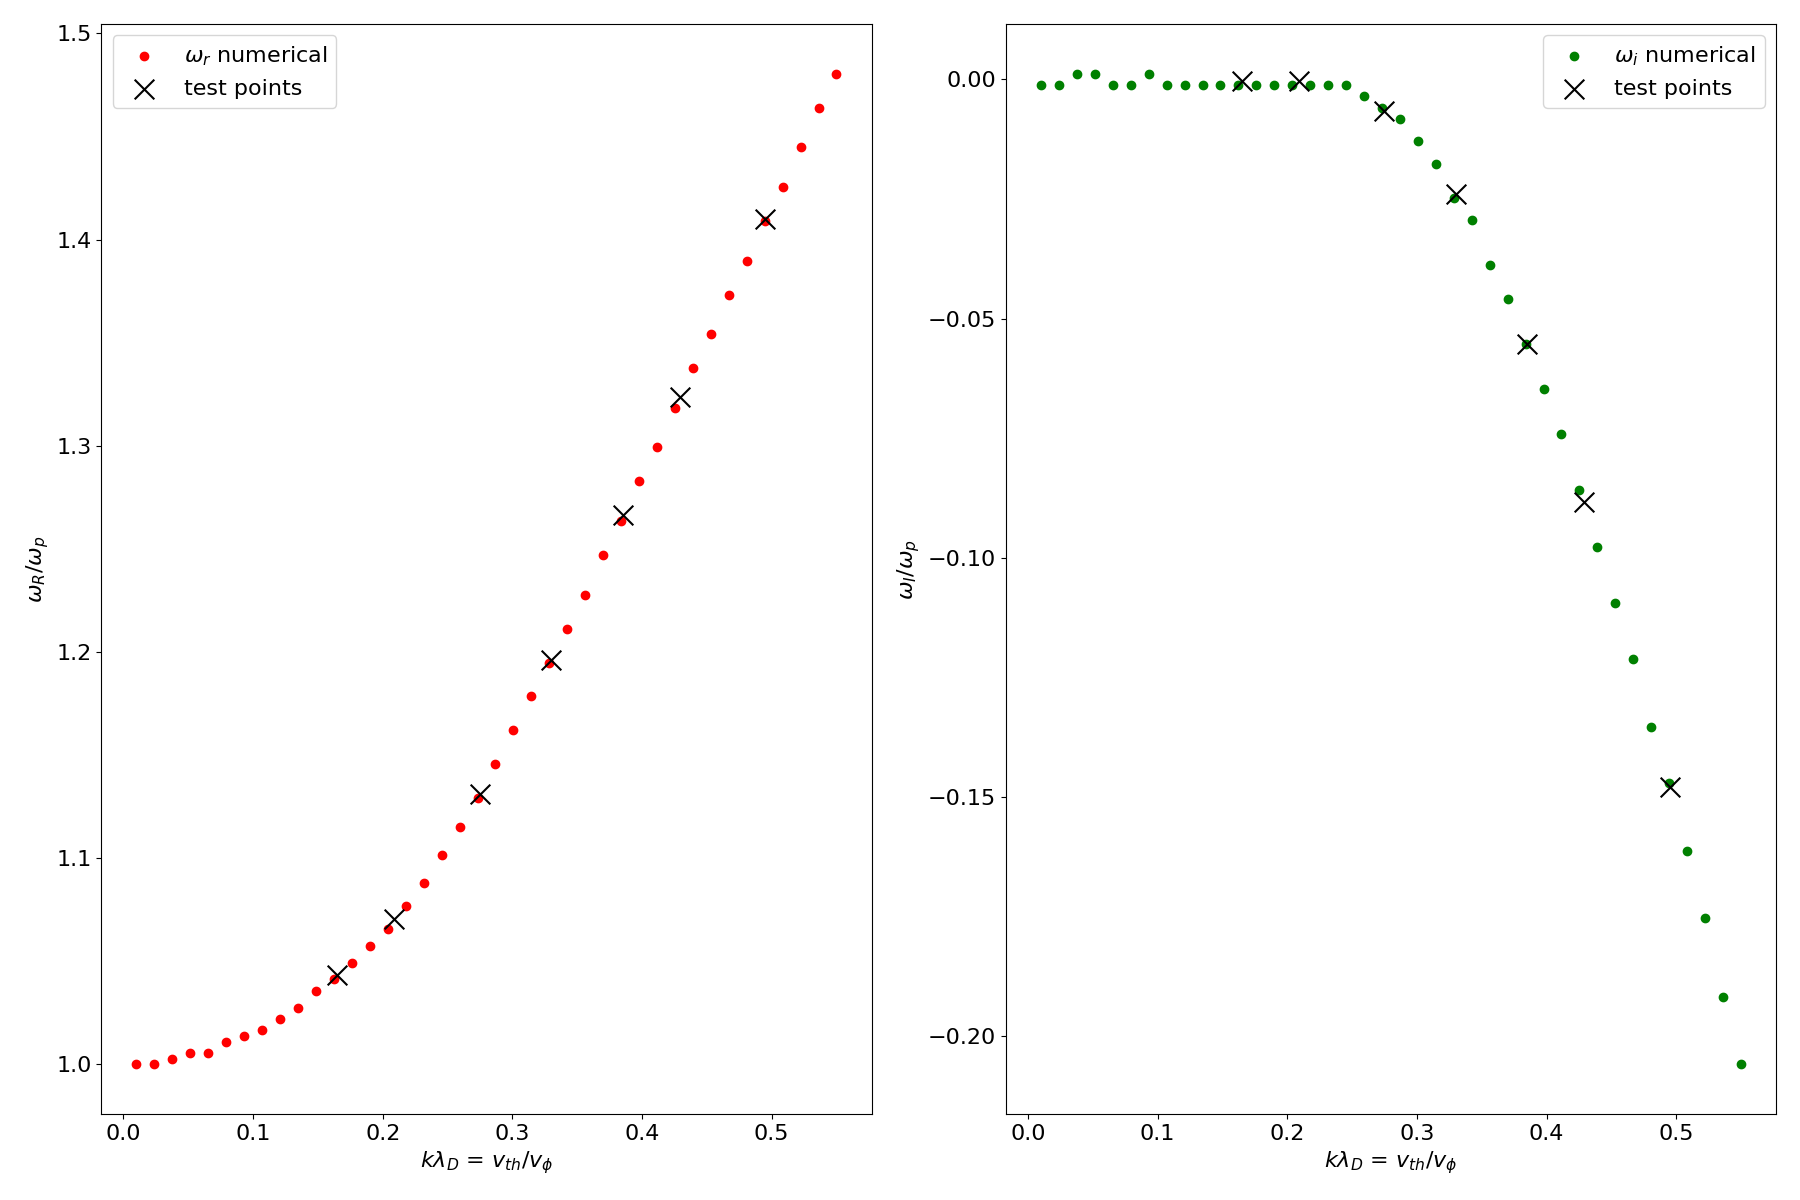 1.5
1.4
1.3
1.2
1.1
1.0
ω_R/ω_p
ω_r numerical
test points
0.0 0.1 0.2 0.3 0.4 0.5
kλ_D = v_th/v_ϕ
0.00
−0.05
−0.10
−0.15
−0.20
ω_I/ω_p
ω_i numerical
test points
0.0 0.1 0.2 0.3 0.4 0.5
kλ_D = v_th/v_ϕ